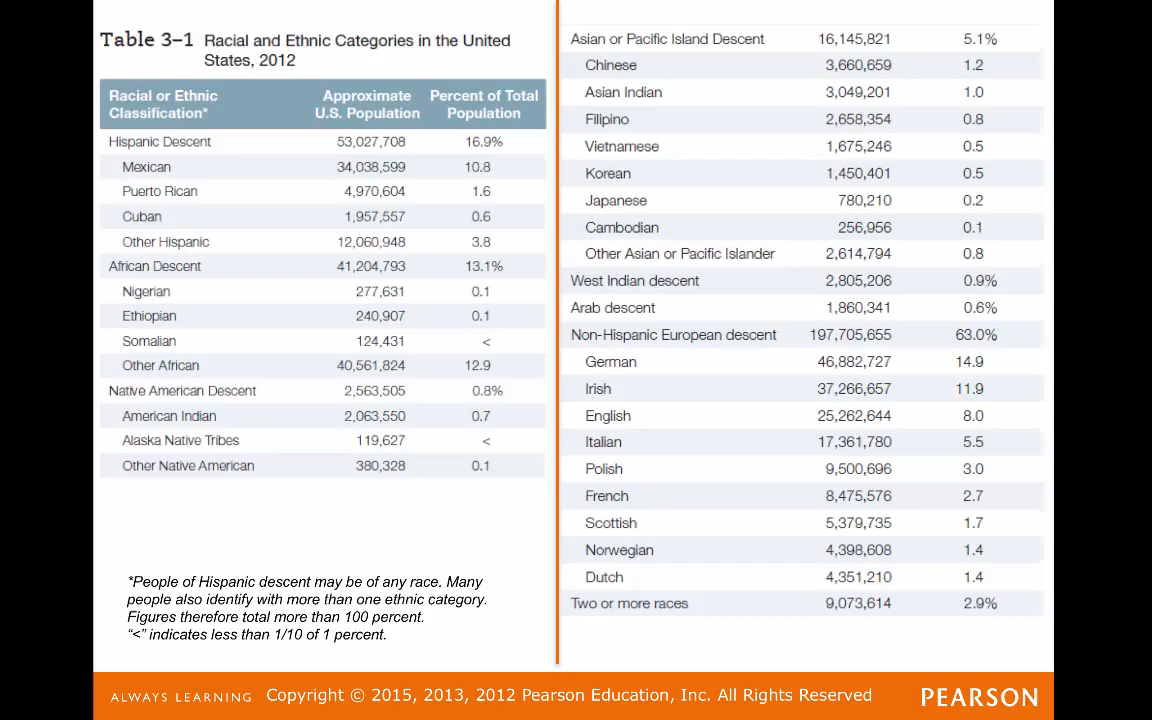 Table 3–1 Racial and Ethnic Categories in the United
States, 2012
Racial or Ethnic Approximate Percent of Total
Classification* U.S. Population Population
Hispanic Descent 53,027,708 16.9%
Mexican 34,038,599 10.8
Puerto Rican 4,970,604 1.6
Cuban 1,957,557 0.6
Other Hispanic 12,060,948 3.8
African Descent 41,204,793 13.1%
Nigerian 277,631 0.1
Ethiopian 240,907 0.1
Somalian 124,431 <
Other African 40,561,824 12.9
Native American Descent 2,563,505 0.8%
American Indian 2,063,550 0.7
Alaska Native Tribes 119,627 <
Other Native American 380,328 0.1
*People of Hispanic descent may be of any race. Many
people also identify with more than one ethnic category.
Figures therefore total more than 100 percent.
“<” indicates less than 1/10 of 1 percent.
Asian or Pacific Island Descent 16,145,821 5.1%
Chinese 3,660,659 1.2
Asian Indian 3,049,201 1.0
Filipino 2,658,354 0.8
Vietnamese 1,675,246 0.5
Korean 1,450,401 0.5
Japanese 780,210 0.2
Cambodian 256,956 0.1
Other Asian or Pacific Islander 2,614,794 0.8
West Indian descent 2,805,206 0.9%
Arab descent 1,860,341 0.6%
Non-Hispanic European descent 197,705,655 63.0%
German 46,882,727 14.9
Irish 37,266,657 11.9
English 25,262,644 8.0
Italian 17,361,780 5.5
Polish 9,500,696 3.0
French 8,475,576 2.7
Scottish 5,379,735 1.7
Norwegian 4,398,608 1.4
Dutch 4,351,210 1.4
Two or more races 9,073,614 2.9%
ALWAYS LEARNING Copyright © 2015, 2013, 2012 Pearson Education, Inc. All Rights Reserved PEARSON